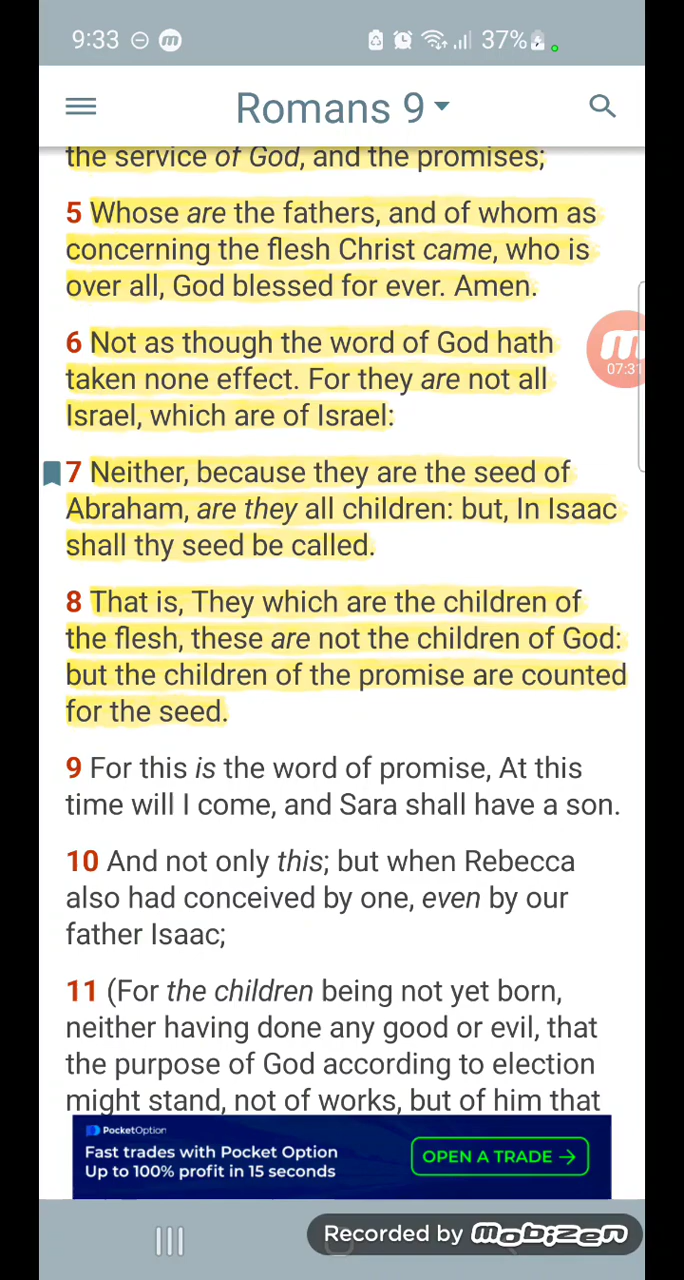 9:33
m
37%
Romans 9
the service of God, and the promises;
5 Whose are the fathers, and of whom as
concerning the flesh Christ came, who is
over all, God blessed for ever. Amen.
6 Not as though the word of God hath
taken none effect. For they are not all
Israel, which are of Israel:
m
07:31
7 Neither, because they are the seed of
Abraham, are they all children: but, In Isaac
shall thy seed be called.
8 That is, They which are the children of
the flesh, these are not the children of God:
but the children of the promise are counted
for the seed.
9 For this is the word of promise, At this
time will I come, and Sara shall have a son.
10 And not only this; but when Rebecca
also had conceived by one, even by our
father Isaac;
11 (For the children being not yet born,
neither having done any good or evil, that
the purpose of God according to election
might stand, not of works, but of him that
PocketOption
Fast trades with Pocket Option
Up to 100% profit in 15 seconds
OPEN A TRADE →
Recorded by mobizen